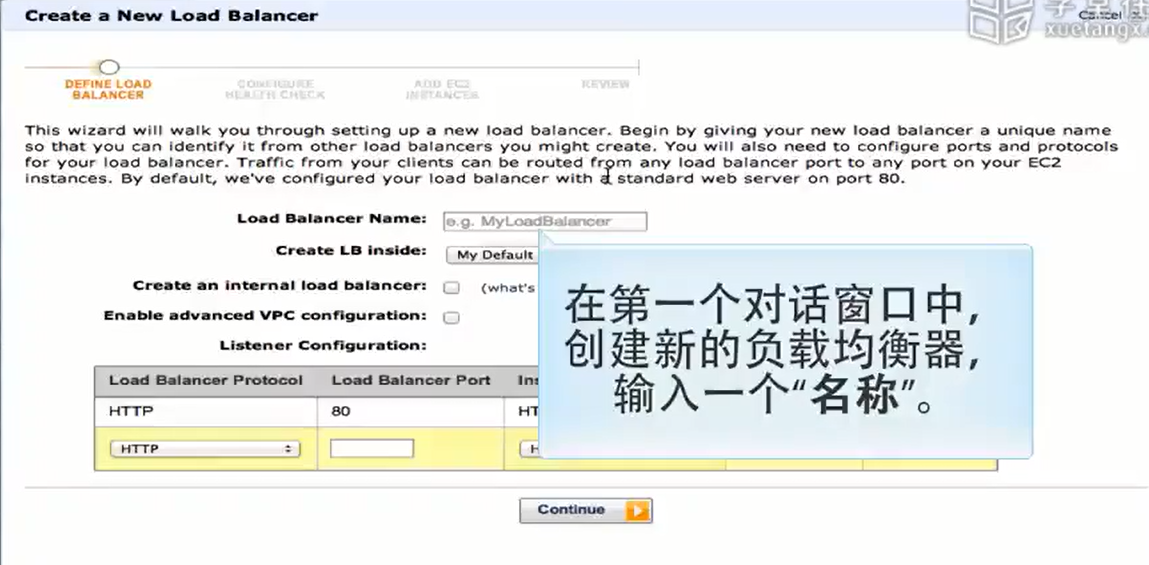 Create a New Load Balancer
Cancel
xuetangx.
DEFINE LOAD
BALANCER
CONFIGURE
HEALTH CHECK
ADD EC2
INSTANCES
REVIEW
This wizard will walk you through setting up a new load balancer. Begin by giving your new load balancer a unique name
so that you can identify it from other load balancers you might create. You will also need to configure ports and protocols
for your load balancer. Traffic from your clients can be routed from any load balancer port to any port on your EC2
instances. By default, we've configured your load balancer with a standard web server on port 80.
Load Balancer Name: e.g. MyLoadBalancer
Create LB inside: My Default
Create an internal load balancer: (what's
Enable advanced VPC configuration:
Listener Configuration:
在第一个对话窗口中,
创建新的负载均衡器,
输入一个“名称”。
Load Balancer Protocol Load Balancer Port Ins
HTTP 80 HT
HTTP H
Continue